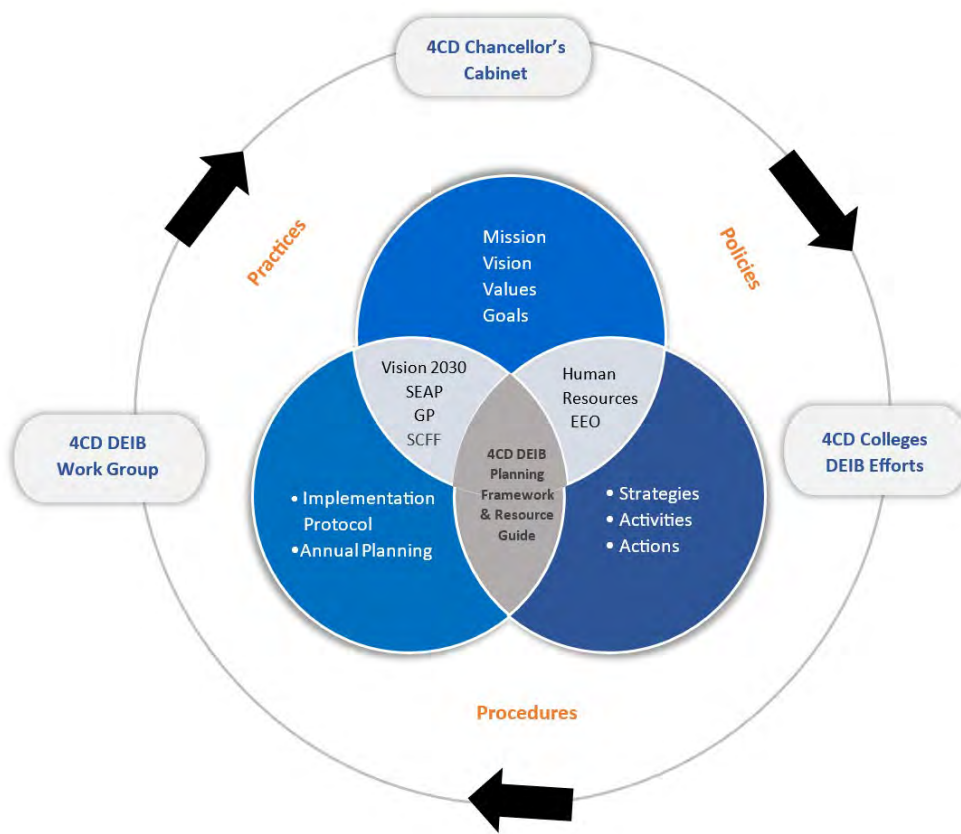 4CD Chancellor's
Cabinet
Practices
Policies
Mission
Vision
Values
Goals
Vision 2030
SEAP
GP
SCFF
Human
Resources
EEO
4CD DEIB
Work Group
4CD Colleges
DEIB Efforts
4CD DEIB
Planning
Framework
& Resource
Guide
• Implementation
Protocol
•Annual Planning
• Strategies
• Activities
• Actions
Procedures